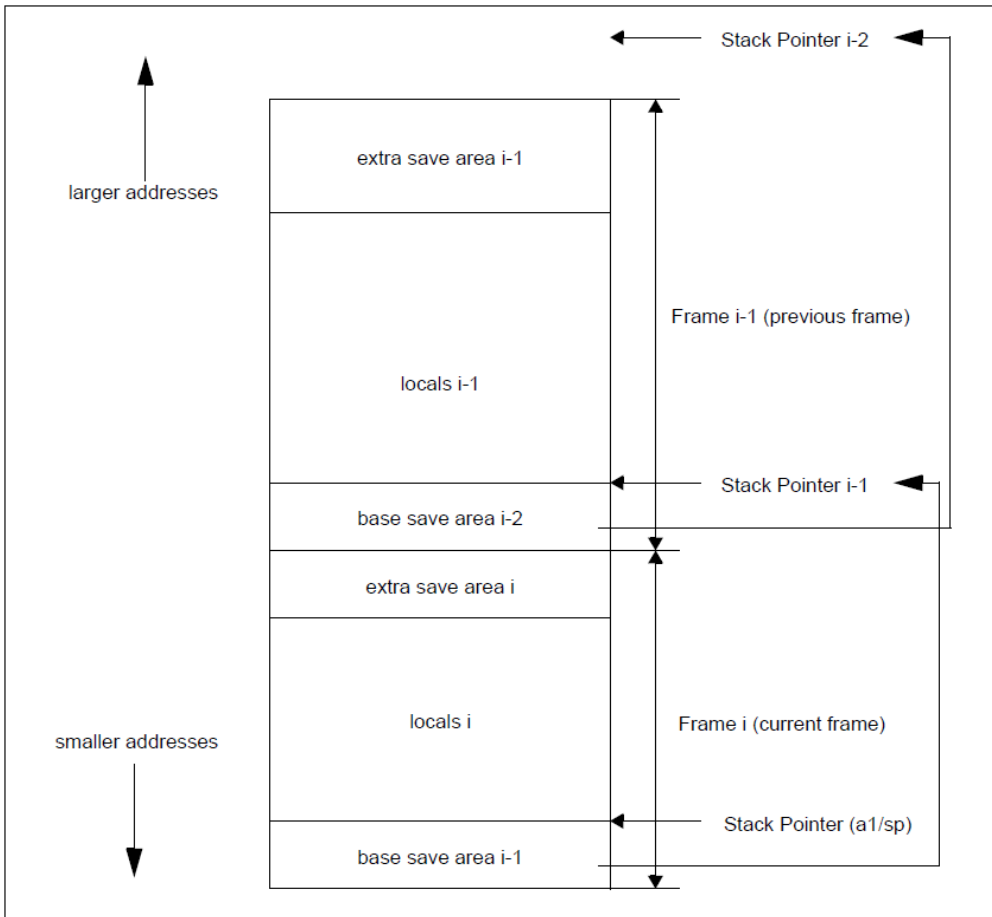 Stack Pointer i-2
extra save area i-1
larger addresses
Frame i-1 (previous frame)
locals i-1
Stack Pointer i-1
base save area i-2
extra save area i
locals i
Frame i (current frame)
smaller addresses
Stack Pointer (a1/sp)
base save area i-1